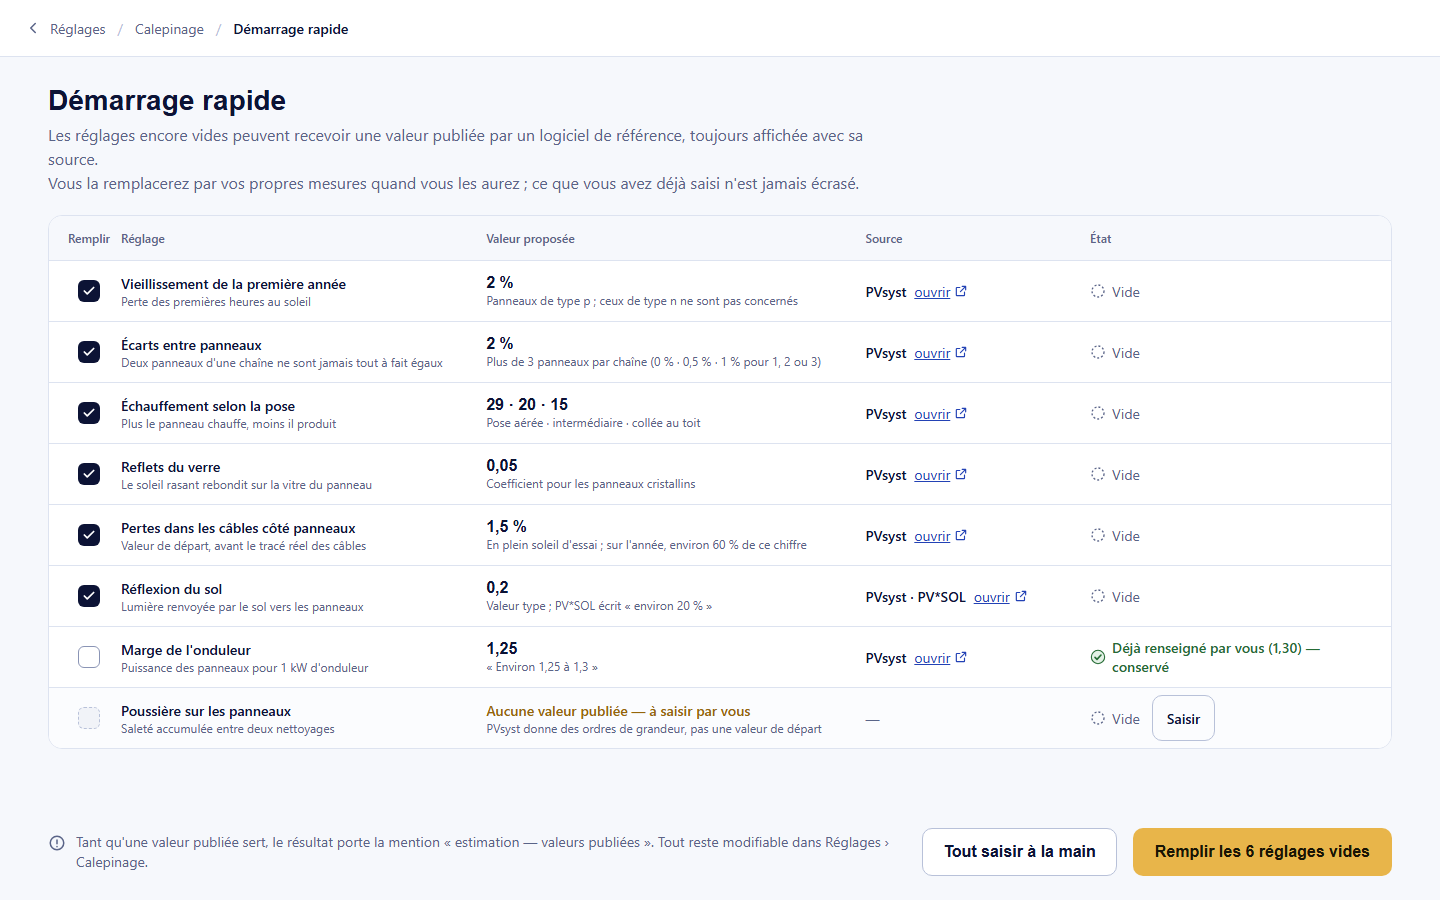 Réglages / Calepinage / Démarrage rapide
Démarrage rapide
Les réglages encore vides peuvent recevoir une valeur publiée par un logiciel de référence, toujours affichée avec sa
source.
Vous la remplacerez par vos propres mesures quand vous les aurez ; ce que vous avez déjà saisi n'est jamais écrasé.
Remplir Réglage Valeur proposée Source État
Vieillissement de la première année
Perte des premières heures au soleil
2 %
Panneaux de type p ; ceux de type n ne sont pas concernés
PVsyst ouvrir
Vide
Écarts entre panneaux
Deux panneaux d'une chaîne ne sont jamais tout à fait égaux
2 %
Plus de 3 panneaux par chaîne (0 % · 0,5 % · 1 % pour 1, 2 ou 3)
PVsyst ouvrir
Vide
Échauffement selon la pose
Plus le panneau chauffe, moins il produit
29 · 20 · 15
Pose aérée · intermédiaire · collée au toit
PVsyst ouvrir
Vide
Reflets du verre
Le soleil rasant rebondit sur la vitre du panneau
0,05
Coefficient pour les panneaux cristallins
PVsyst ouvrir
Vide
Pertes dans les câbles côté panneaux
Valeur de départ, avant le tracé réel des câbles
1,5 %
En plein soleil d'essai ; sur l'année, environ 60 % de ce chiffre
PVsyst ouvrir
Vide
Réflexion du sol
Lumière renvoyée par le sol vers les panneaux
0,2
Valeur type ; PV*SOL écrit « environ 20 % »
PVsyst · PV*SOL ouvrir
Vide
Marge de l'onduleur
Puissance des panneaux pour 1 kW d'onduleur
1,25
« Environ 1,25 à 1,3 »
PVsyst ouvrir
Déjà renseigné par vous (1,30) —
conservé
Poussière sur les panneaux
Saleté accumulée entre deux nettoyages
Aucune valeur publiée — à saisir par vous
PVsyst donne des ordres de grandeur, pas une valeur de départ
—
Vide
Saisir
Tant qu'une valeur publiée sert, le résultat porte la mention « estimation — valeurs publiées ». Tout reste modifiable dans Réglages ›
Calepinage.
Tout saisir à la main
Remplir les 6 réglages vides